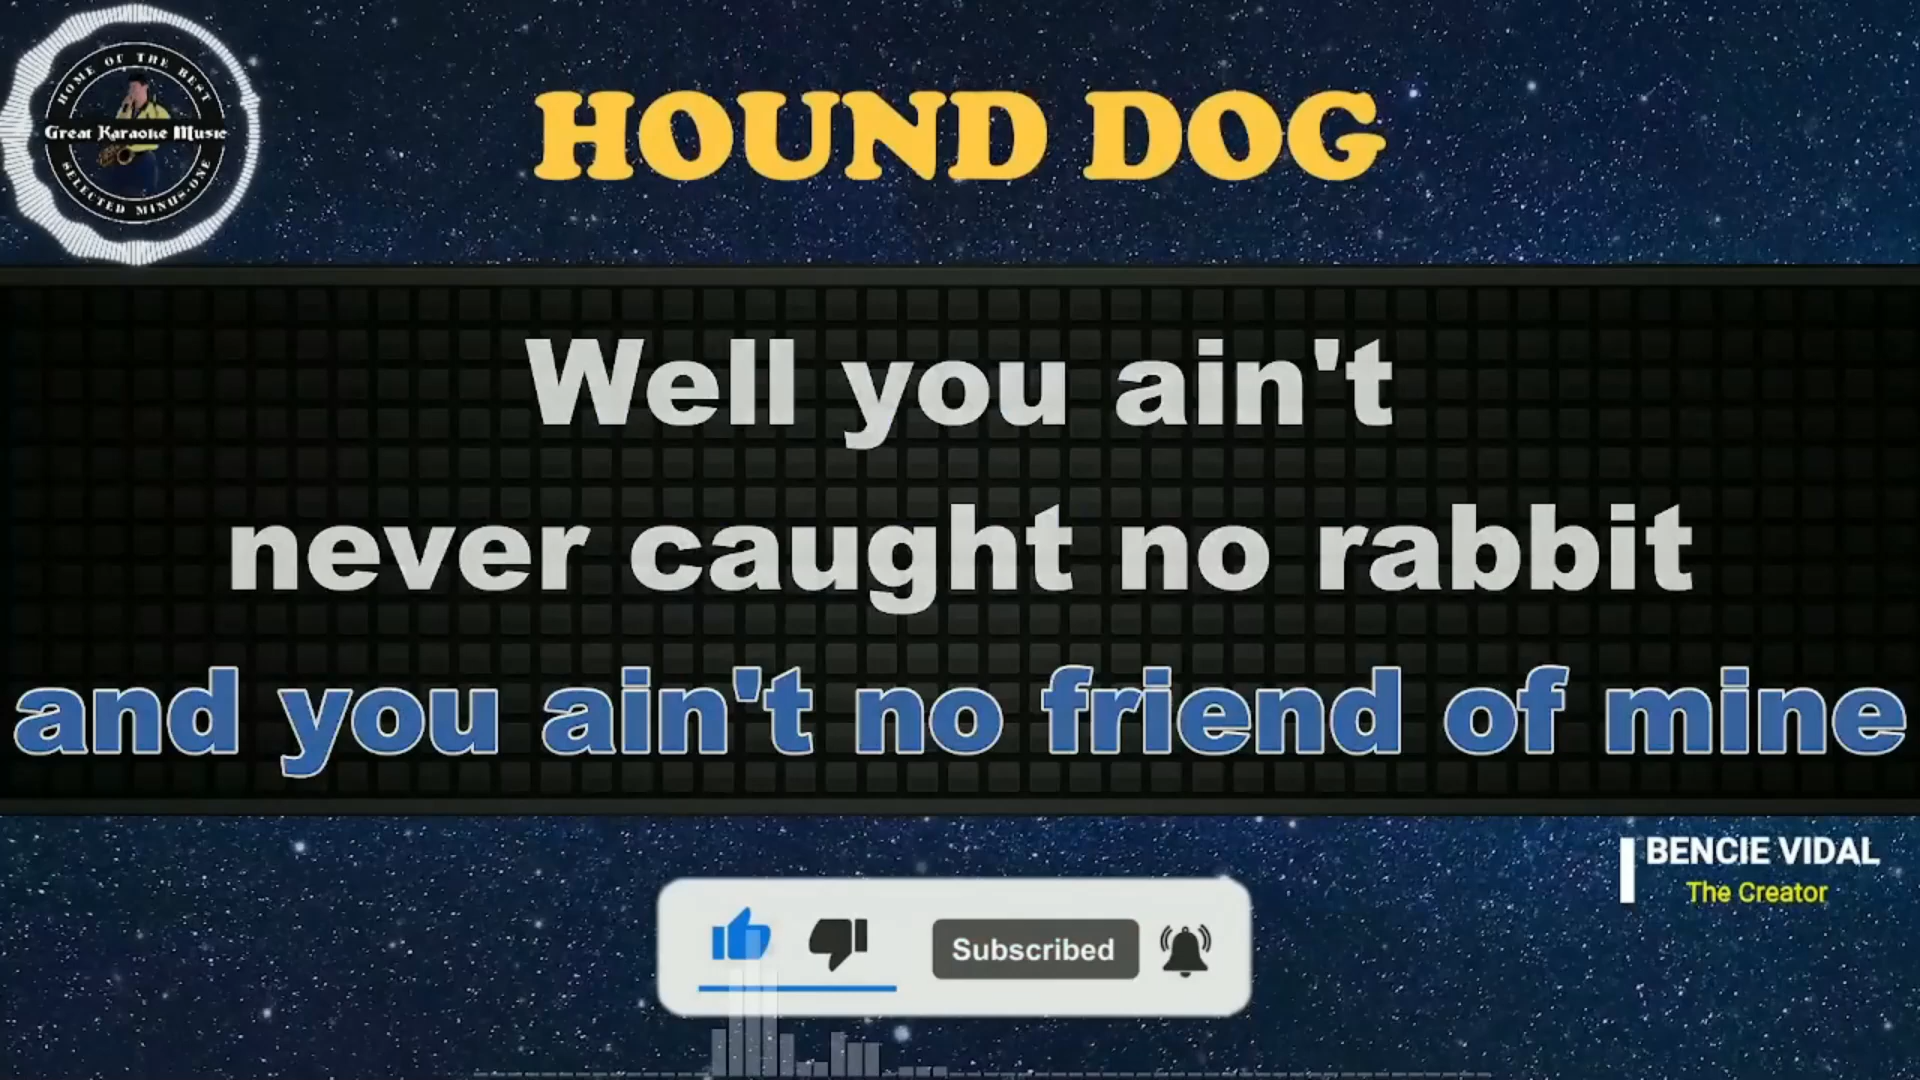 HOME OF THE BEST
Great Karaoke Music
SELECTED MINUS-ONE
HOUND DOG
Well you ain't
never caught no rabbit
and you ain't no friend of mine
BENCIE VIDAL
The Creator
Subscribed